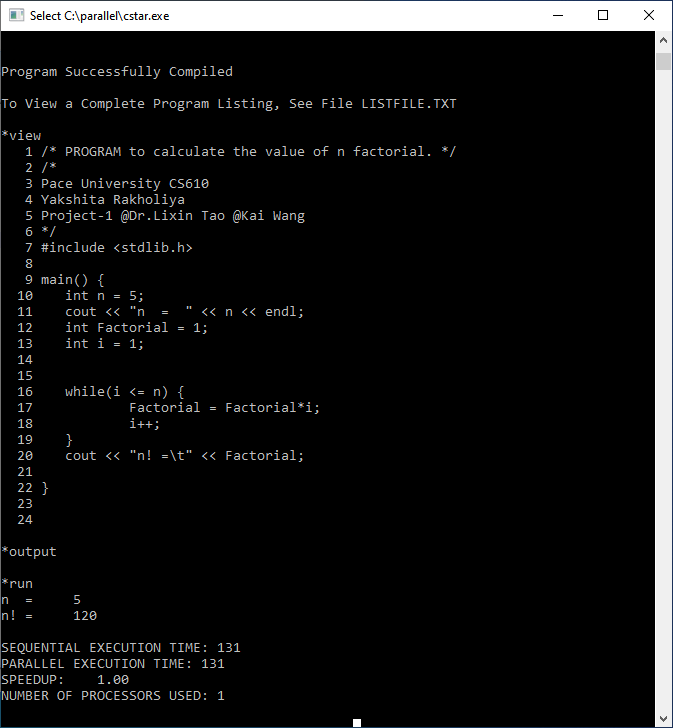 Select C:\parallel\cstar.exe
Program Successfully Compiled
To View a Complete Program Listing, See File LISTFILE.TXT
*view
   1 /* PROGRAM to calculate the value of n factorial. */
   2 /*
   3 Pace University CS610
   4 Yakshita Rakholiya
   5 Project-1 @Dr.Lixin Tao @Kai Wang
   6 */
   7 #include <stdlib.h>
   8
   9 main() {
  10    int n = 5;
  11    cout << "n  =  " << n << endl;
  12    int Factorial = 1;
  13    int i = 1;
  14
  15
  16    while(i <= n) {
  17            Factorial = Factorial*i;
  18            i++;
  19    }
  20    cout << "n! =\t" << Factorial;
  21
  22 }
  23
  24
*output
*run
n  =     5
n! =     120
SEQUENTIAL EXECUTION TIME: 131
PARALLEL EXECUTION TIME: 131
SPEEDUP:    1.00
NUMBER OF PROCESSORS USED: 1